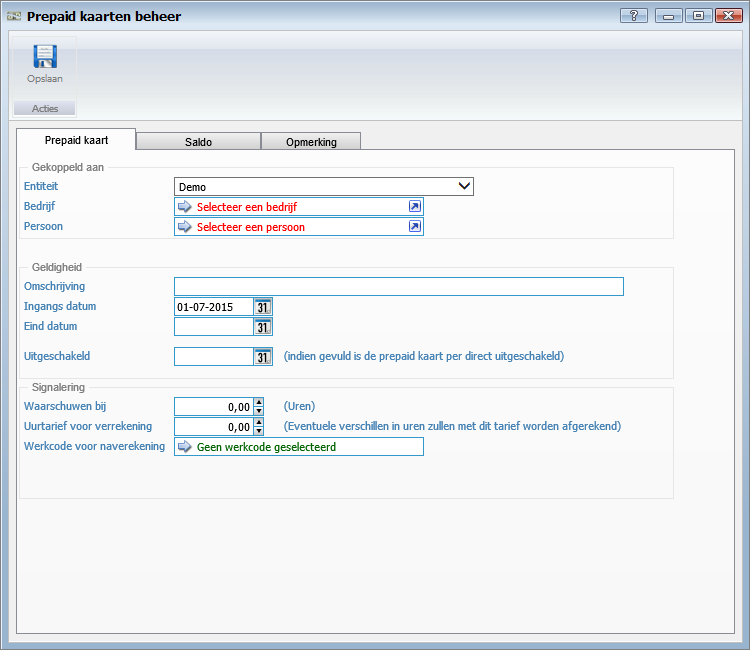 Prepaid kaarten beheer
?
Opslaan
Acties
Prepaid kaart Saldo Opmerking
Gekoppeld aan
Entiteit Demo
Bedrijf Selecteer een bedrijf
Persoon Selecteer een persoon
Geldigheid
Omschrijving
Ingangs datum 01-07-2015 31
Eind datum 31
Uitgeschakeld 31 (indien gevuld is de prepaid kaart per direct uitgeschakeld)
Signalering
Waarschuwen bij 0,00 (Uren)
Uurtarief voor verrekening 0,00 (Eventuele verschillen in uren zullen met dit tarief worden afgerekend)
Werkcode voor naverekening Geen werkcode geselecteerd